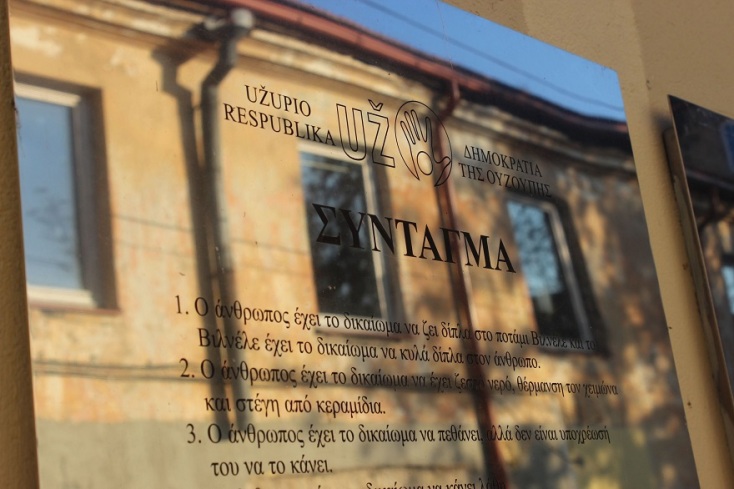 UŽUPIO
RESPUBLIKA
UŽ
ΔΗΜΟΚΡΑΤΙΑ
ΤΗΣ ΟΥΖΟΥΠΗΣ
ΣΥΝΤΑΓΜΑ
1. Ο άνθρωπος έχει το δικαίωμα να ζει δίπλα στο ποτάμι Βιλνέλε και το
Βιλνέλε έχει το δικαίωμα να κυλά δίπλα στον άνθρωπο.
2. Ο άνθρωπος έχει το δικαίωμα να έχει ζεστό νερό, θέρμανση τον χειμώνα
και στέγη από κεραμίδια.
3. Ο άνθρωπος έχει το δικαίωμα να πεθάνει, αλλά δεν είναι υποχρέωσή
του να το κάνει.